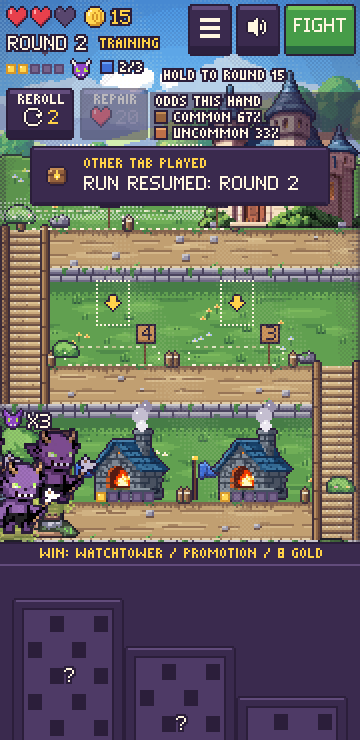 15
FIGHT
ROUND 2 TRAINING
2/3
HOLD TO ROUND 15
REROLL
2
REPAIR
20
ODDS THIS HAND
COMMON 67%
UNCOMMON 33%
OTHER TAB PLAYED
RUN RESUMED: ROUND 2
4
3
X3
WIN: WATCHTOWER / PROMOTION / 8 GOLD
?
?